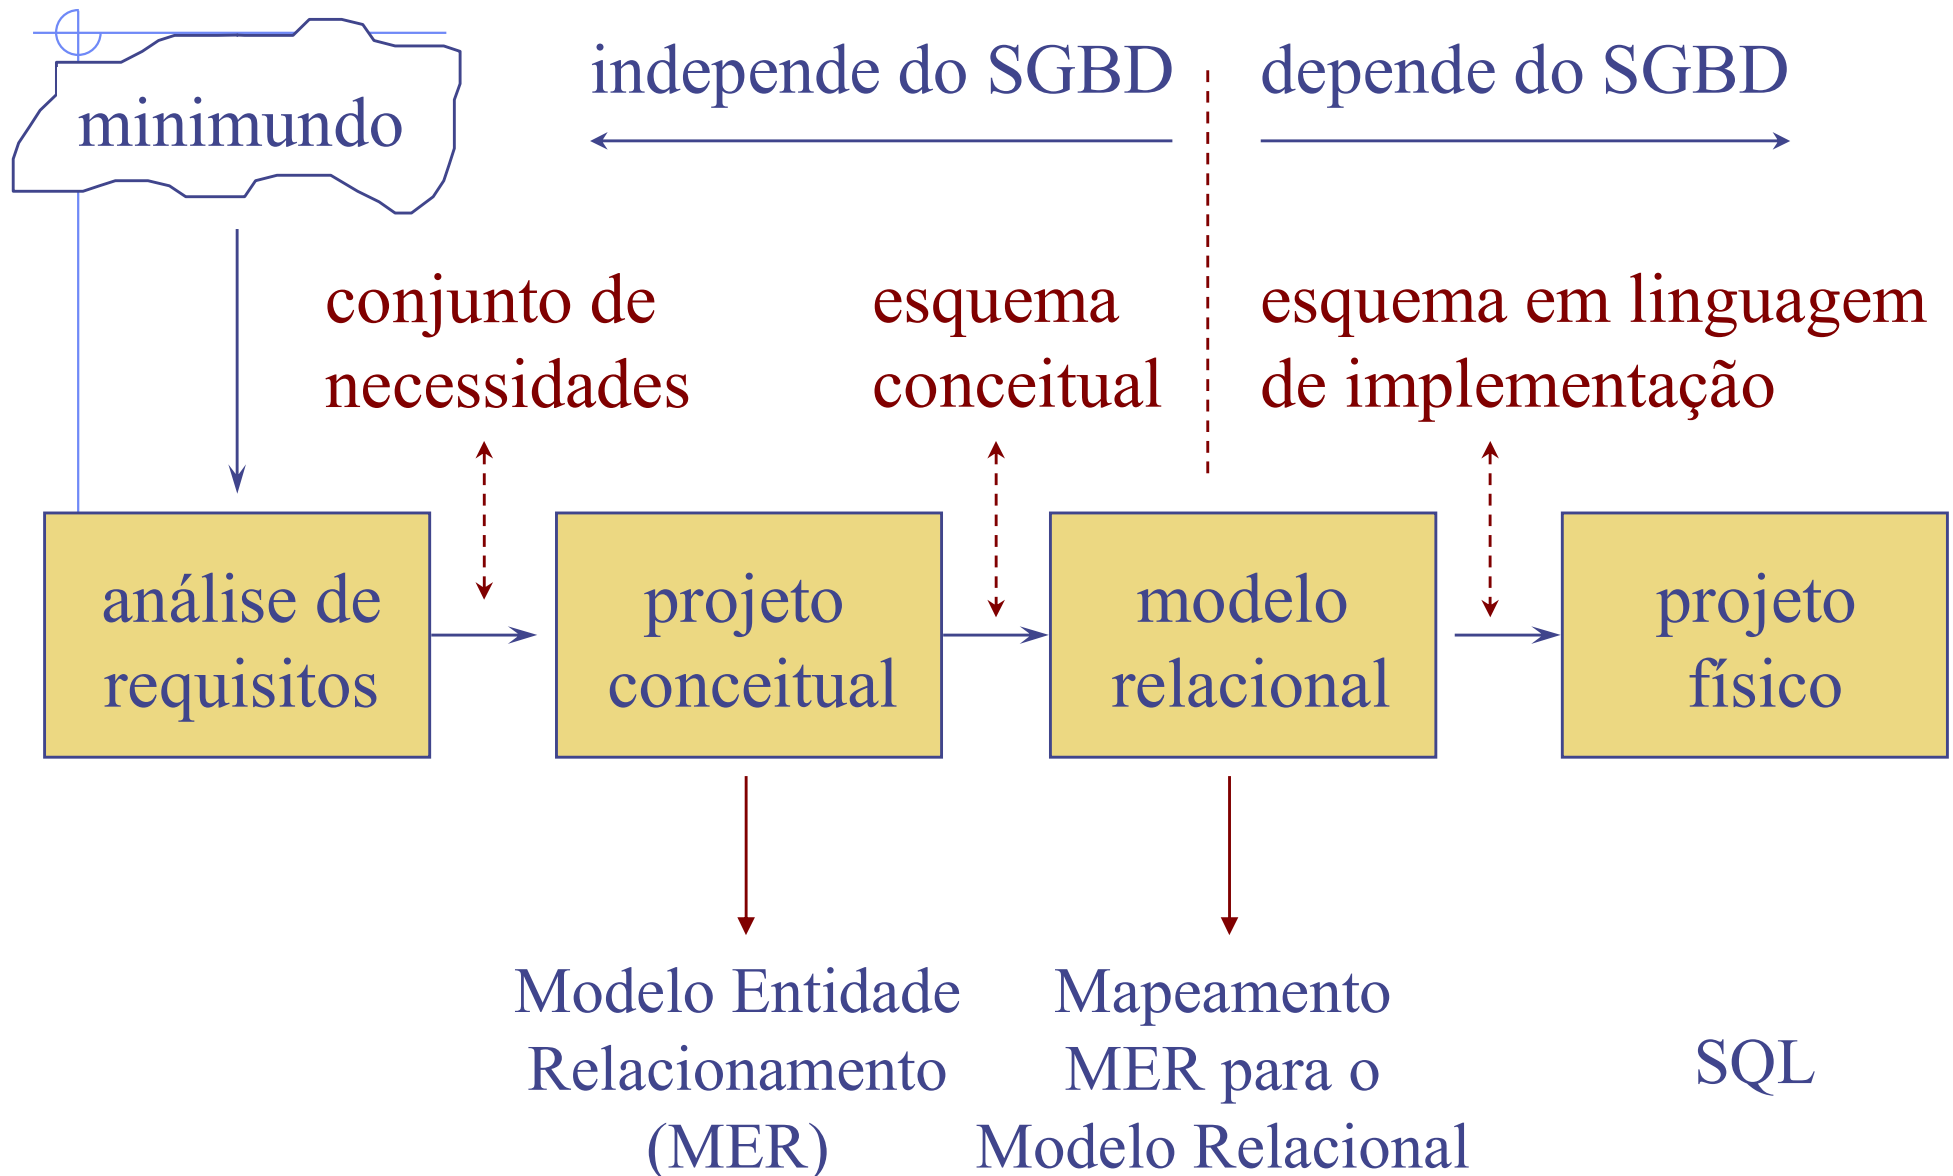 minimundo
independe do SGBD
depende do SGBD
conjunto de
necessidades
esquema
conceitual
esquema em linguagem
de implementação
análise de
requisitos
projeto
conceitual
modelo
relacional
projeto
físico
Modelo Entidade
Relacionamento
(MER)
Mapeamento
MER para o
Modelo Relacional
SQL